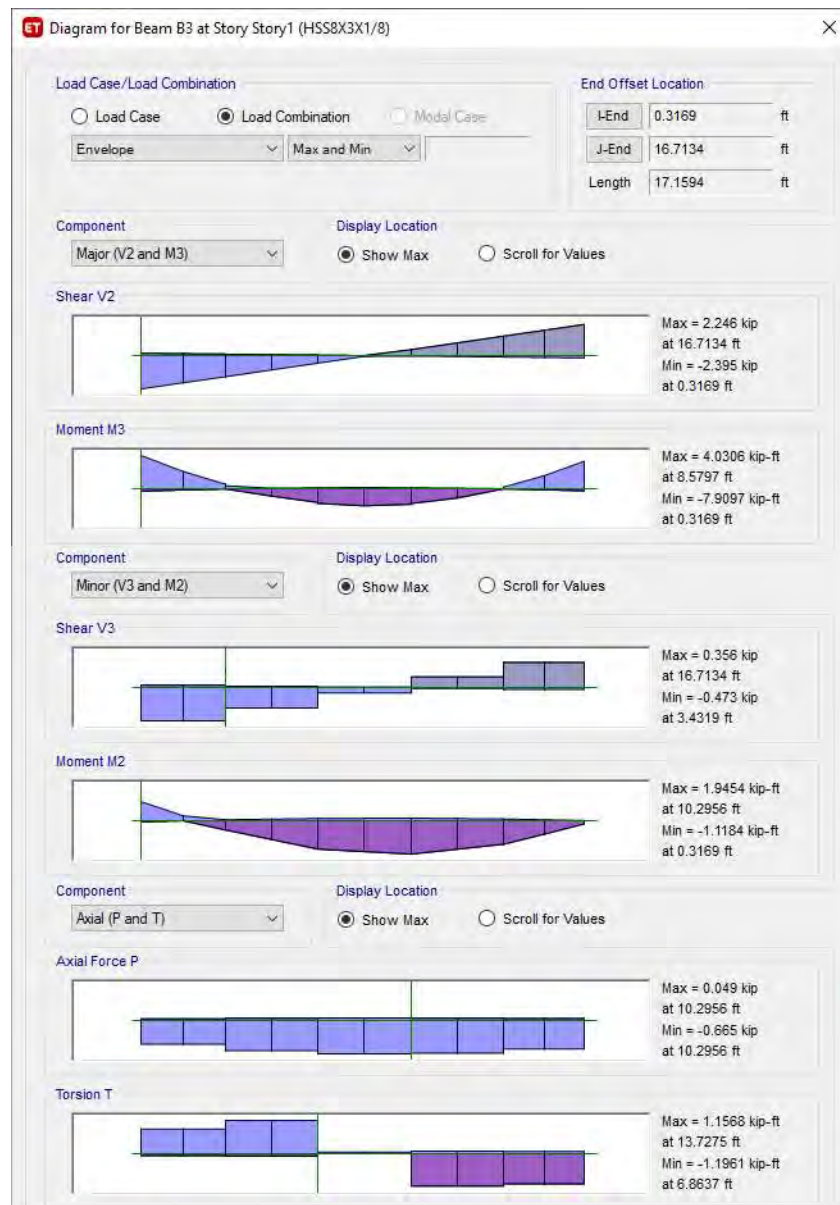 ET Diagram for Beam B3 at Story Story1 (HSS8X3X1/8)
Load Case/Load Combination
Load Case Load Combination Modal Case
Envelope Max and Min
End Offset Location
I-End 0.3169 ft
J-End 16.7134 ft
Length 17.1594 ft
Component Display Location
Major (V2 and M3) Show Max Scroll for Values
Shear V2
Max = 2.246 kip
at 16.7134 ft
Min = -2.395 kip
at 0.3169 ft
Moment M3
Max = 4.0306 kip-ft
at 8.5797 ft
Min = -7.9097 kip-ft
at 0.3169 ft
Component Display Location
Minor (V3 and M2) Show Max Scroll for Values
Shear V3
Max = 0.356 kip
at 16.7134 ft
Min = -0.473 kip
at 3.4319 ft
Moment M2
Max = 1.9454 kip-ft
at 10.2956 ft
Min = -1.1184 kip-ft
at 0.3169 ft
Component Display Location
Axial (P and T) Show Max Scroll for Values
Axial Force P
Max = 0.049 kip
at 10.2956 ft
Min = -0.665 kip
at 10.2956 ft
Torsion T
Max = 1.1568 kip-ft
at 13.7275 ft
Min = -1.1961 kip-ft
at 6.8637 ft